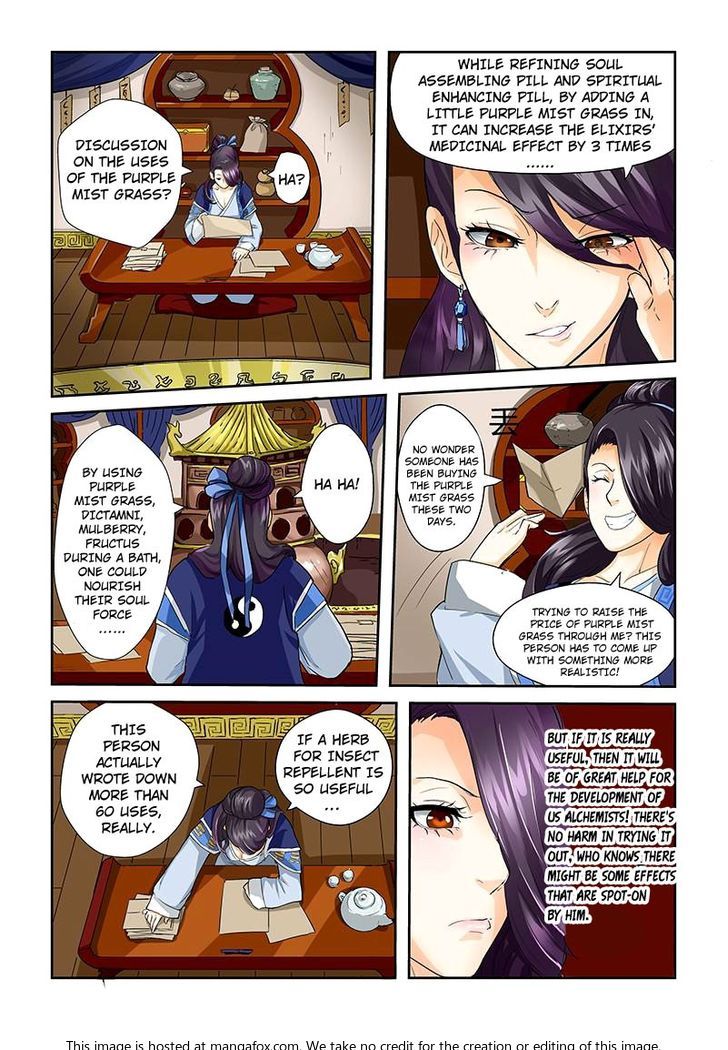 DISCUSSION
ON THE USES
OF THE PURPLE
MIST GRASS?
HA?
WHILE REFINING SOUL
ASSEMBLING PILL AND SPIRITUAL
ENHANCING PILL, BY ADDING A
LITTLE PURPLE MIST GRASS IN,
IT CAN INCREASE THE ELIXIRS'
MEDICINAL EFFECT BY 3 TIMES
......
BY USING
PURPLE
MIST GRASS,
DICTAMNI,
MULBERRY,
FRUCTUS
DURING A BATH,
ONE COULD
NOURISH
THEIR SOUL
FORCE
......
HA HA!
NO WONDER
SOMEONE HAS
BEEN BUYING
THE PURPLE
MIST GRASS
THESE TWO
DAYS.
丢
TRYING TO RAISE THE
PRICE OF PURPLE MIST
GRASS THROUGH ME? THIS
PERSON HAS TO COME UP
WITH SOMETHING MORE
REALISTIC!
THIS
PERSON
ACTUALLY
WROTE DOWN
MORE THAN
60 USES,
REALLY.
IF A HERB
FOR INSECT
REPELLENT IS
SO USEFUL
...
BUT IF IT IS REALLY
USEFUL, THEN IT WILL
BE OF GREAT HELP FOR
THE DEVELOPMENT OF
US ALCHEMISTS! THERE'S
NO HARM IN TRYING IT
OUT, WHO KNOWS THERE
MIGHT BE SOME EFFECTS
THAT ARE SPOT-ON
BY HIM.
This image is hosted at mangafox.com. We take no credit for the creation or editing of this image.